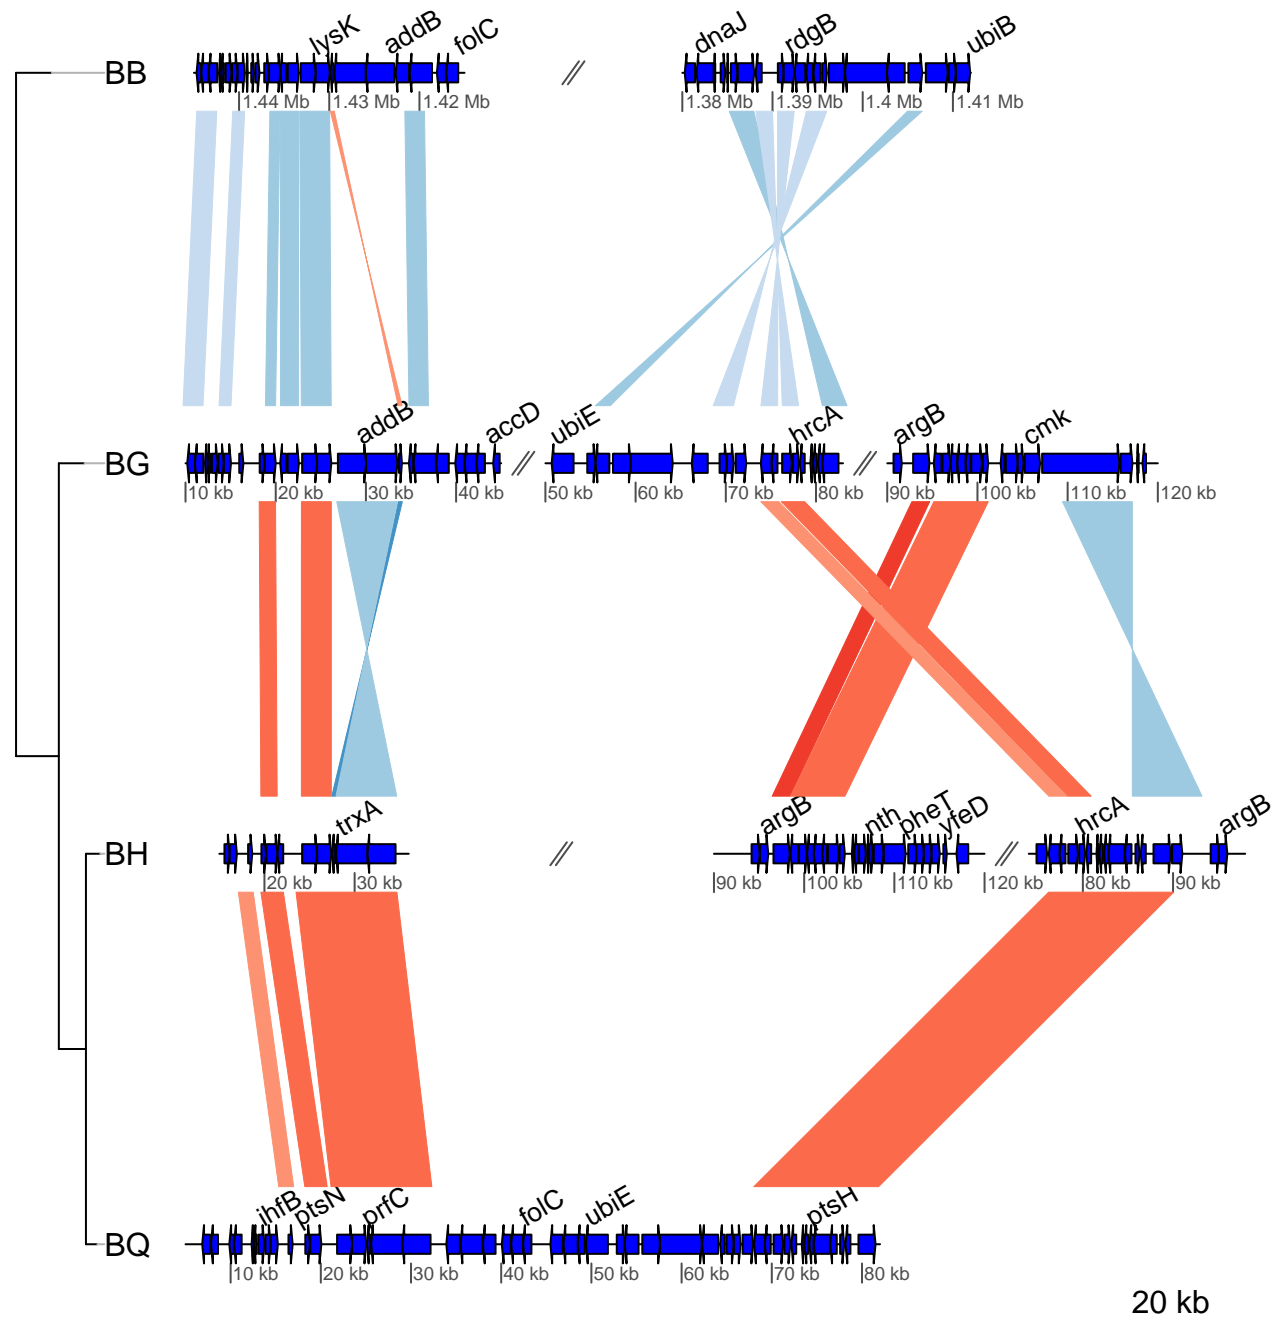 lysK addB folC dnaJ rdgB ubiB
BB
1.44 Mb 1.43 Mb 1.42 Mb // 1.38 Mb 1.39 Mb 1.4 Mb 1.41 Mb
addB accD ubiE hrcA argB cmk
BG
10 kb 20 kb 30 kb 40 kb // 50 kb 60 kb 70 kb 80 kb // 90 kb 100 kb 110 kb 120 kb
trxA argB nth pheT yfeD hrcA argB
BH
20 kb 30 kb // 90 kb 100 kb 110 kb 120 kb // 80 kb 90 kb
ihfB ptsN prfC folC ubiE ptsH
BQ
10 kb 20 kb 30 kb 40 kb 50 kb 60 kb 70 kb 80 kb
20 kb